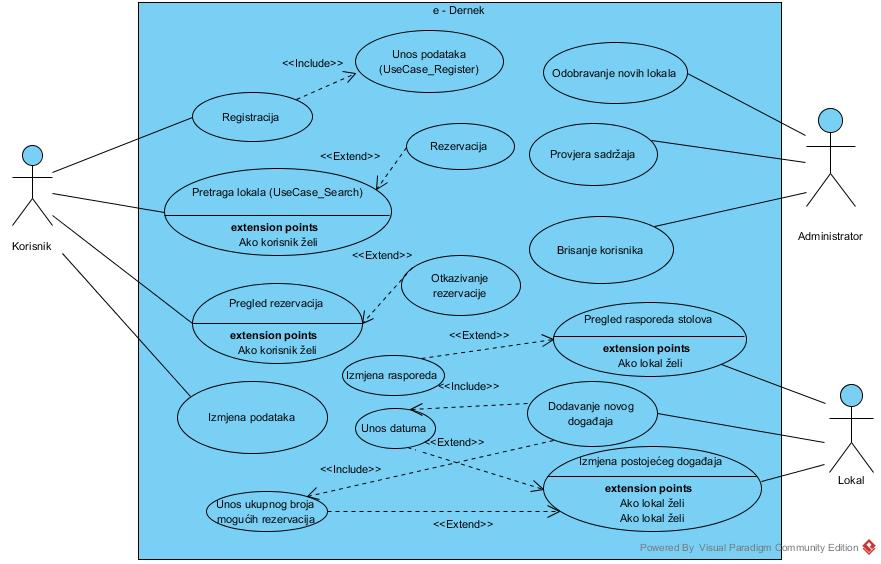 e - Dernek
Unos podataka
(UseCase_Register)
<<Include>>
Odobravanje novih lokala
Registracija
Rezervacija
<<Extend>>
Provjera sadržaja
Pretraga lokala (UseCase_Search)
extension points
Ako korisnik želi
Korisnik
Administrator
<<Extend>>
Brisanje korisnika
Otkazivanje
rezervacije
Pregled rezervacija
extension points
Ako korisnik želi
Pregled rasporeda stolova
extension points
Ako lokal želi
<<Extend>>
Izmjena rasporeda
<<Include>>
Izmjena podataka
Dodavanje novog
događaja
Unos datuma
<<Extend>>
Izmjena postojećeg događaja
extension points
Ako lokal želi
Ako lokal želi
<<Include>>
Lokal
Unos ukupnog broja
mogućih rezervacija
<<Extend>>
Powered By Visual Paradigm Community Edition